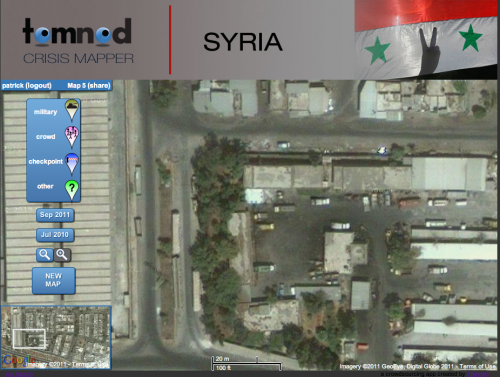 tomnod
CRISIS MAPPER
SYRIA
patrick (logout) Map 5 (share)
military
crowd
checkpoint
other
?
Sep 2011
Jul 2010
NEW
MAP
20 m
100 ft
Imagery ©2011 - Terms of Use
Imagery ©2011 GeoEye, Digital Globe 2011 - Terms of Use